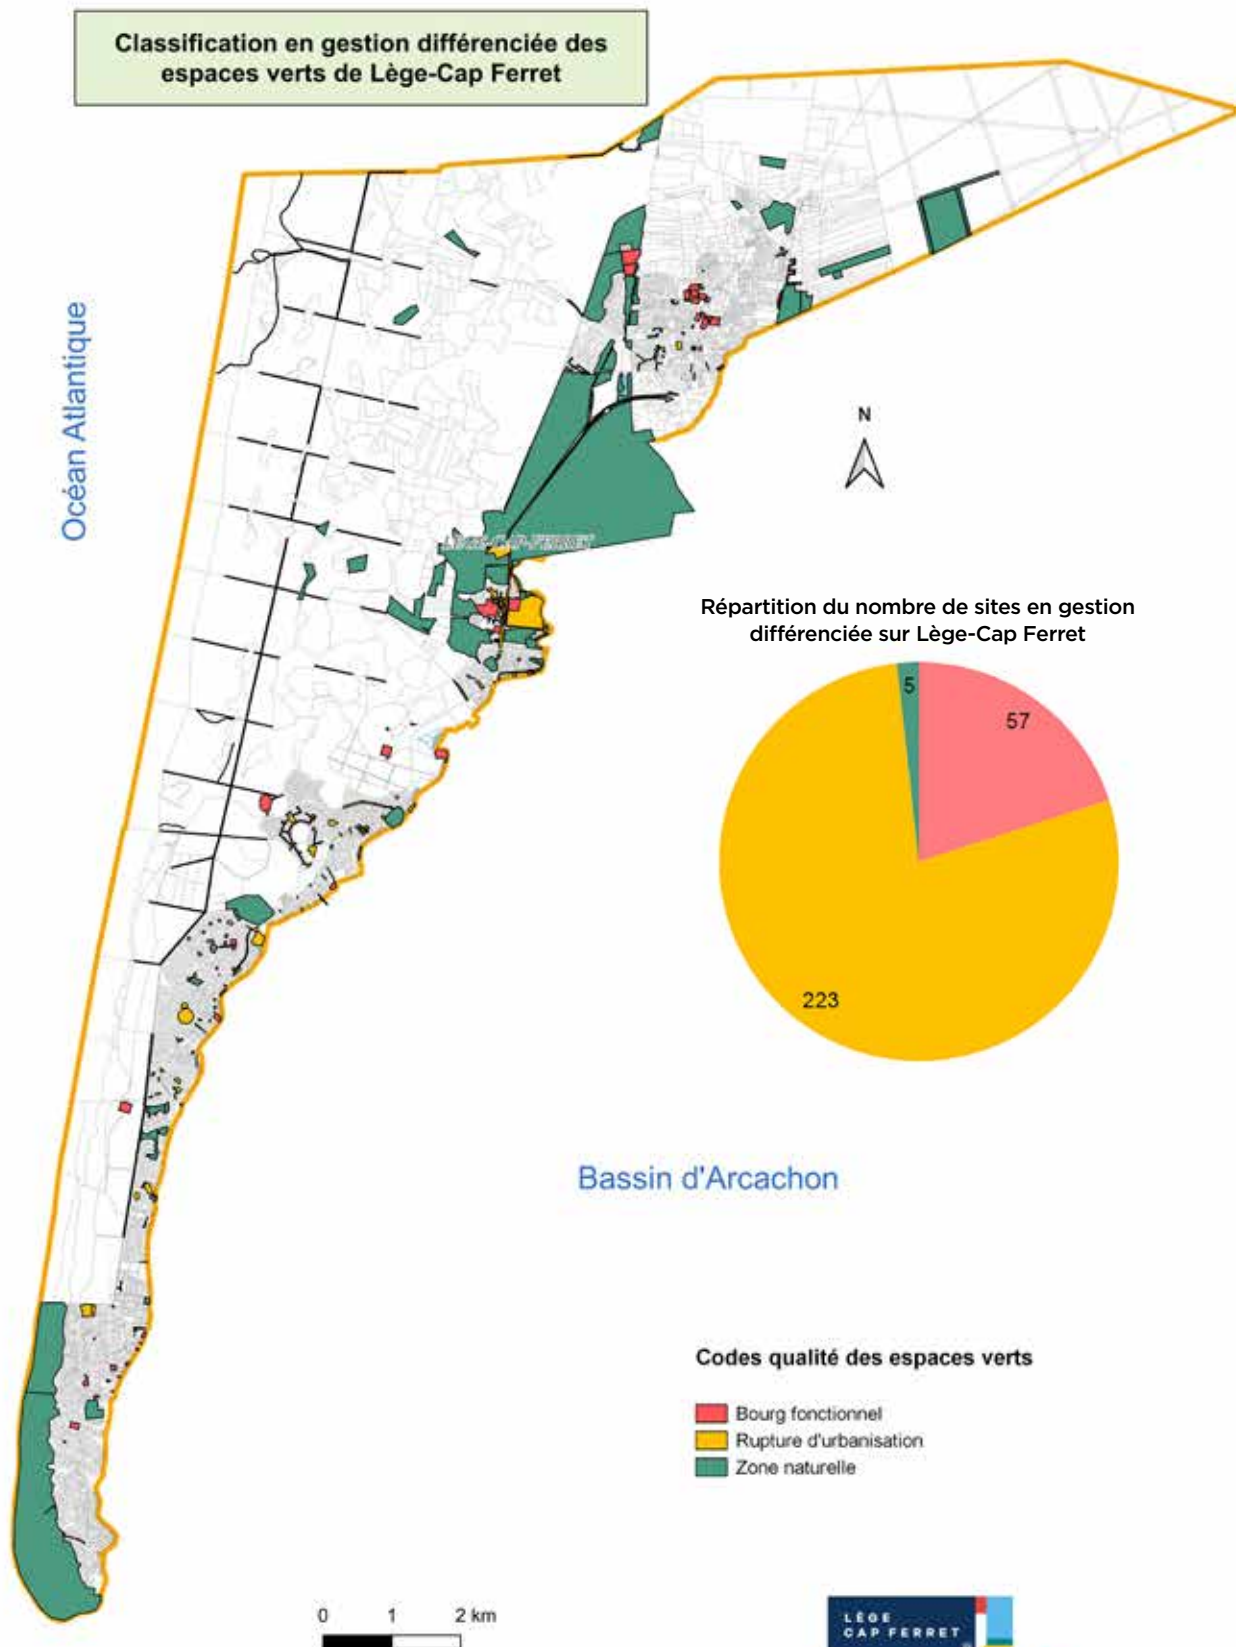 Classification en gestion différenciée des
espaces verts de Lège-Cap Ferret
Océan Atlantique
N
LEGE-CAP-FERRET
Répartition du nombre de sites en gestion
différenciée sur Lège-Cap Ferret
5
57
223
Bassin d'Arcachon
Codes qualité des espaces verts
Bourg fonctionnel
Rupture d'urbanisation
Zone naturelle
0 1 2 km
LÈGE
CAP FERRET